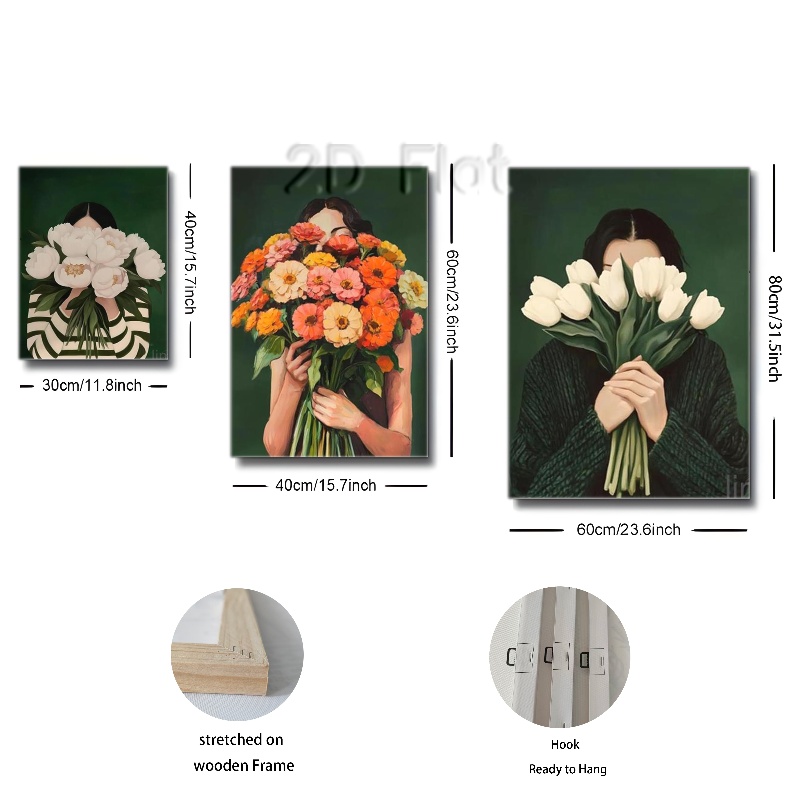 2D Flat
40cm/15.7inch
30cm/11.8inch
60cm/23.6inch
40cm/15.7inch
80cm/31.5inch
60cm/23.6inch
stretched on
wooden Frame
Hook
Ready to Hang